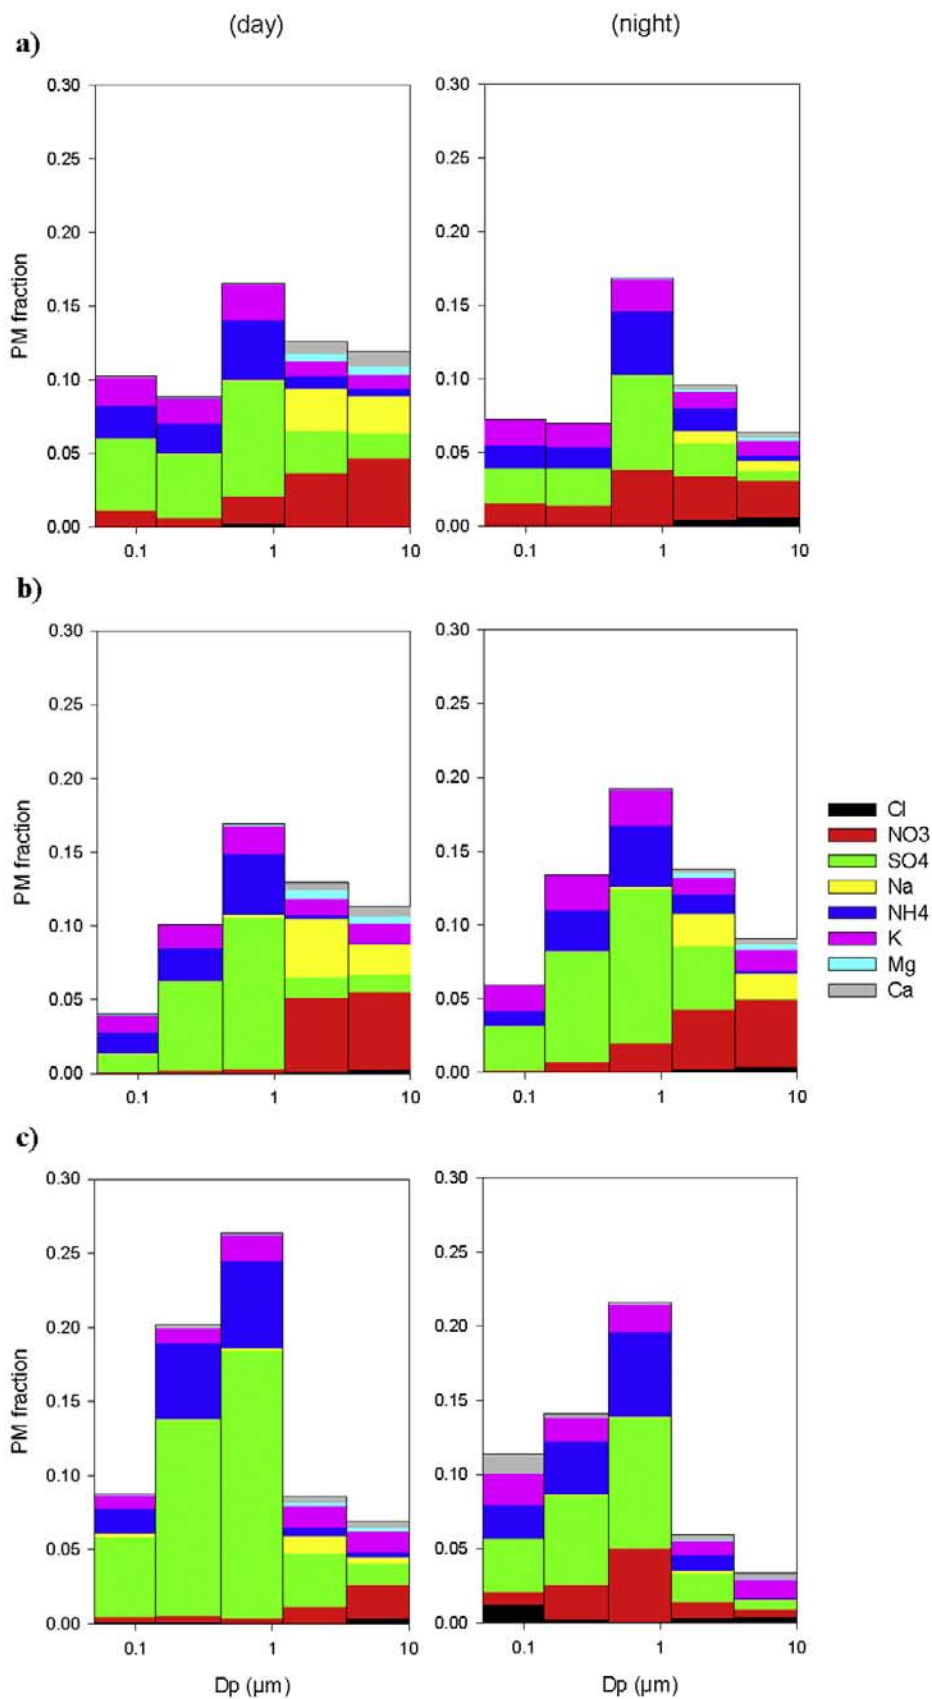 (day) (night)
a)
0.30 0.30
0.25 0.25
0.20 0.20
PM fraction
0.15 0.15
0.10 0.10
0.05 0.05
0.00 0.00
0.1 1 10 0.1 1 10
b)
0.30 0.30
0.25 0.25
0.20 0.20
PM fraction
0.15 0.15
0.10 0.10
0.05 0.05
0.00 0.00
0.1 1 10 0.1 1 10
Cl
NO3
SO4
Na
NH4
K
Mg
Ca
c)
0.30 0.30
0.25 0.25
0.20 0.20
PM fraction
0.15 0.15
0.10 0.10
0.05 0.05
0.00 0.00
0.1 1 10 0.1 1 10
Dp (µm) Dp (µm)